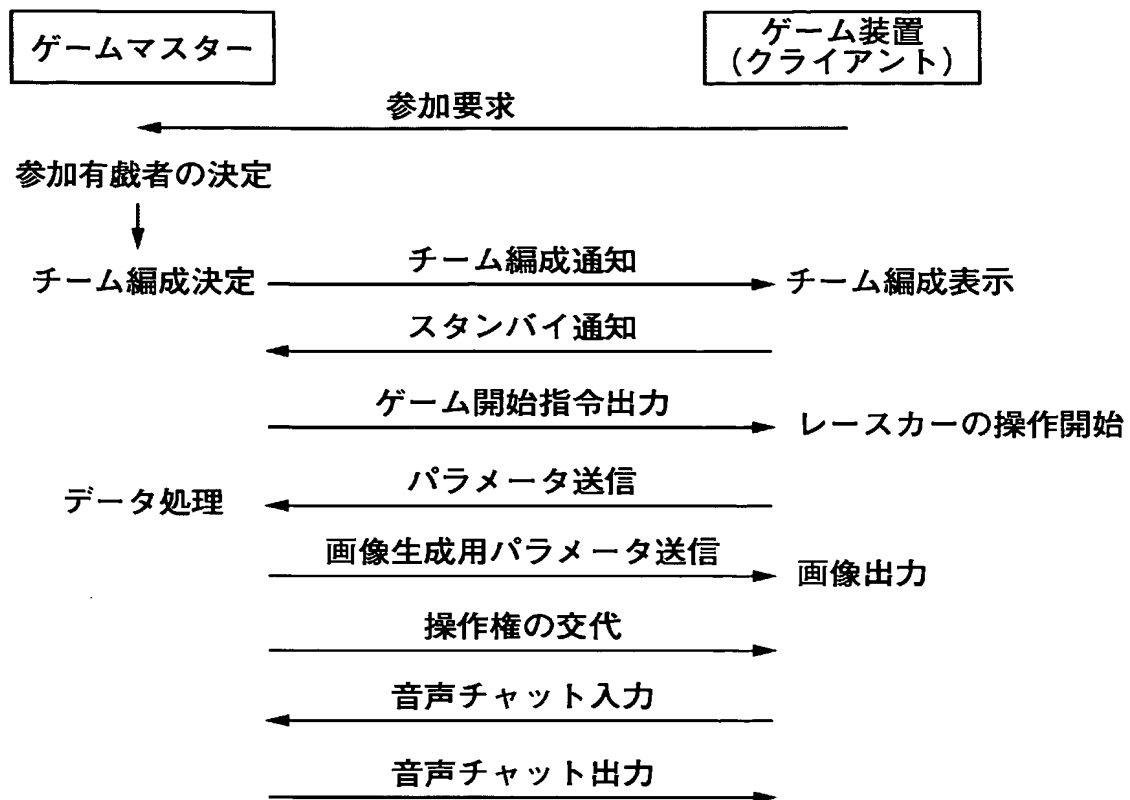 ゲームマスター
ゲーム装置
(クライアント)
参加要求
参加有戯者の決定
チーム編成決定
チーム編成通知
チーム編成表示
スタンバイ通知
ゲーム開始指令出力
レースカーの操作開始
データ処理
パラメータ送信
画像生成用パラメータ送信
画像出力
操作権の交代
音声チャット入力
音声チャット出力